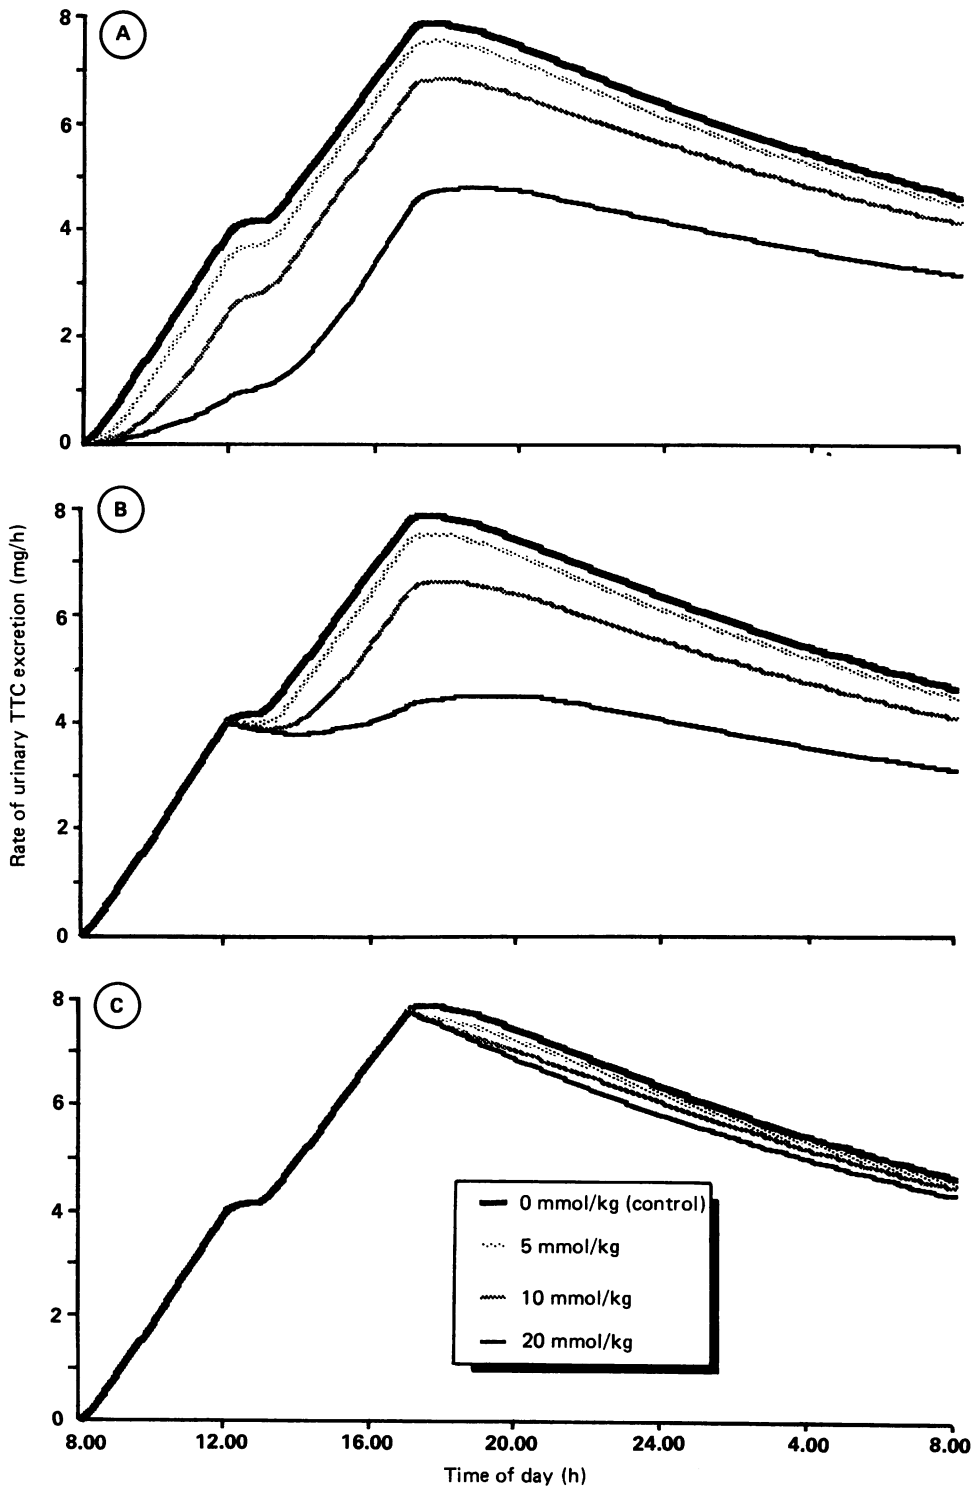 A
8
6
4
2
0
B
8
6
4
2
0
Rate of urinary TTC excretion (mg/h)
C
8
6
4
2
0
0 mmol/kg (control)
5 mmol/kg
10 mmol/kg
20 mmol/kg
8.00 12.00 16.00 20.00 24.00 4.00 8.00
Time of day (h)